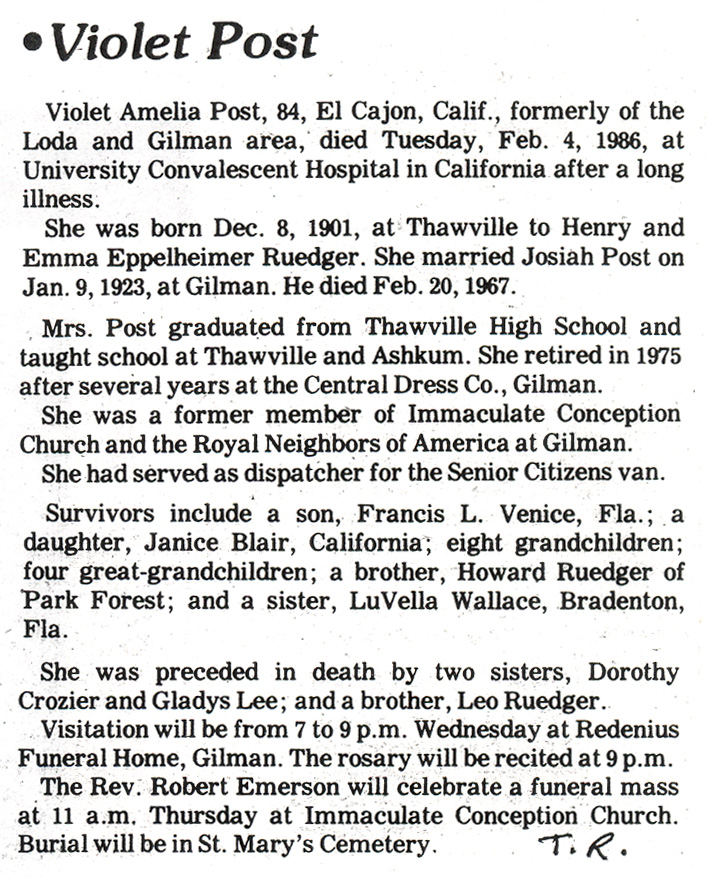 •Violet Post
Violet Amelia Post, 84, El Cajon, Calif., formerly of the
Loda and Gilman area, died Tuesday, Feb. 4, 1986, at
University Convalescent Hospital in California after a long
illness.
She was born Dec. 8, 1901, at Thawville to Henry and
Emma Eppelheimer Ruedger. She married Josiah Post on
Jan. 9, 1923, at Gilman. He died Feb. 20, 1967.
Mrs. Post graduated from Thawville High School and
taught school at Thawville and Ashkum. She retired in 1975
after several years at the Central Dress Co., Gilman.
She was a former member of Immaculate Conception
Church and the Royal Neighbors of America at Gilman.
She had served as dispatcher for the Senior Citizens van.
Survivors include a son, Francis L. Venice, Fla.; a
daughter, Janice Blair, California; eight grandchildren;
four great-grandchildren; a brother, Howard Ruedger of
Park Forest; and a sister, LuVella Wallace, Bradenton,
Fla.
She was preceded in death by two sisters, Dorothy
Crozier and Gladys Lee; and a brother, Leo Ruedger.
Visitation will be from 7 to 9 p.m. Wednesday at Redenius
Funeral Home, Gilman. The rosary will be recited at 9 p.m.
The Rev. Robert Emerson will celebrate a funeral mass
at 11 a.m. Thursday at Immaculate Conception Church.
Burial will be in St. Mary's Cemetery. T. R.